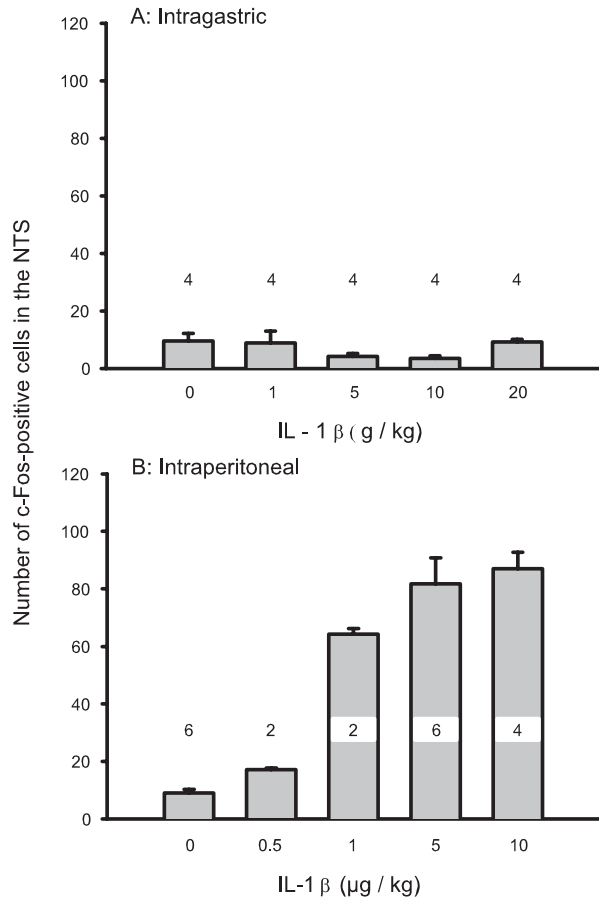 A: Intragastric
120
100
80
60
40
20
0
4 4 4 4 4
0 1 5 10 20
IL - 1 β ( g / kg)
Number of c-Fos-positive cells in the NTS
B: Intraperitoneal
120
100
80
60
40
20
0
6 2 2 6 4
0 0.5 1 5 10
IL-1 β (µg / kg)